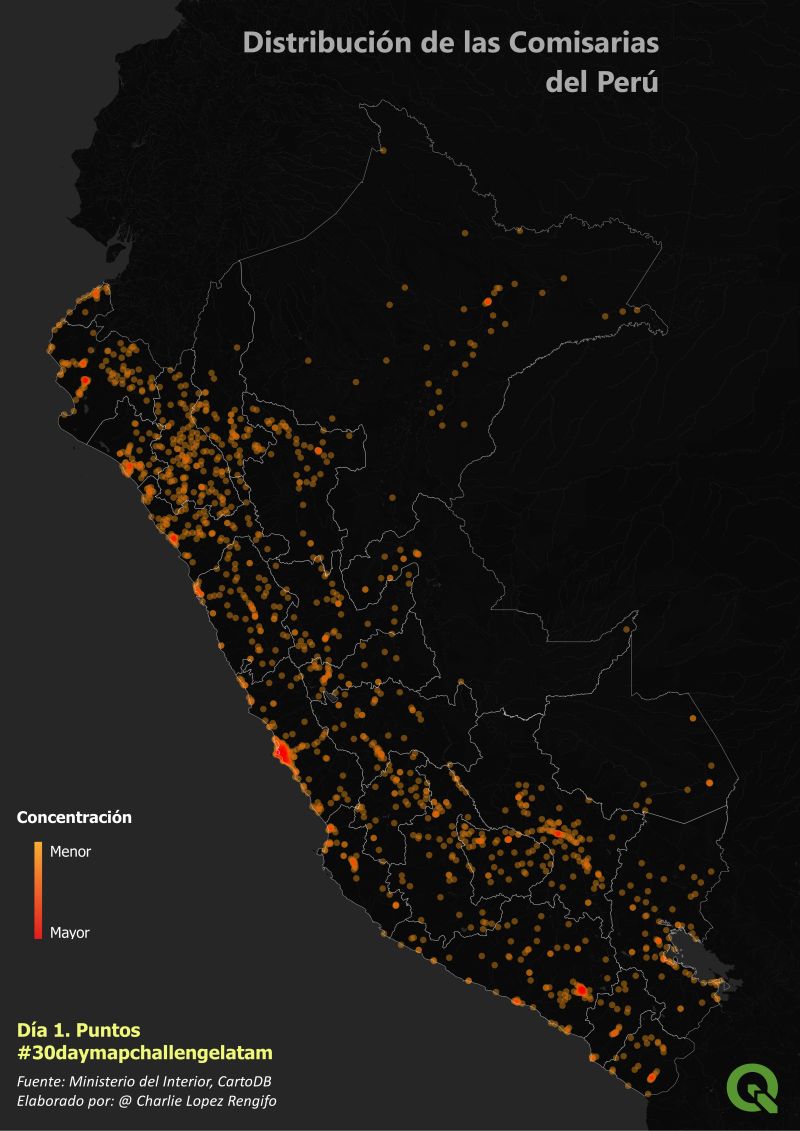 Distribución de las Comisarias
del Perú
Concentración
Menor
Mayor
Día 1. Puntos
#30daymapchallengelatam
Fuente: Ministerio del Interior, CartoDB
Elaborado por: @ Charlie Lopez Rengifo